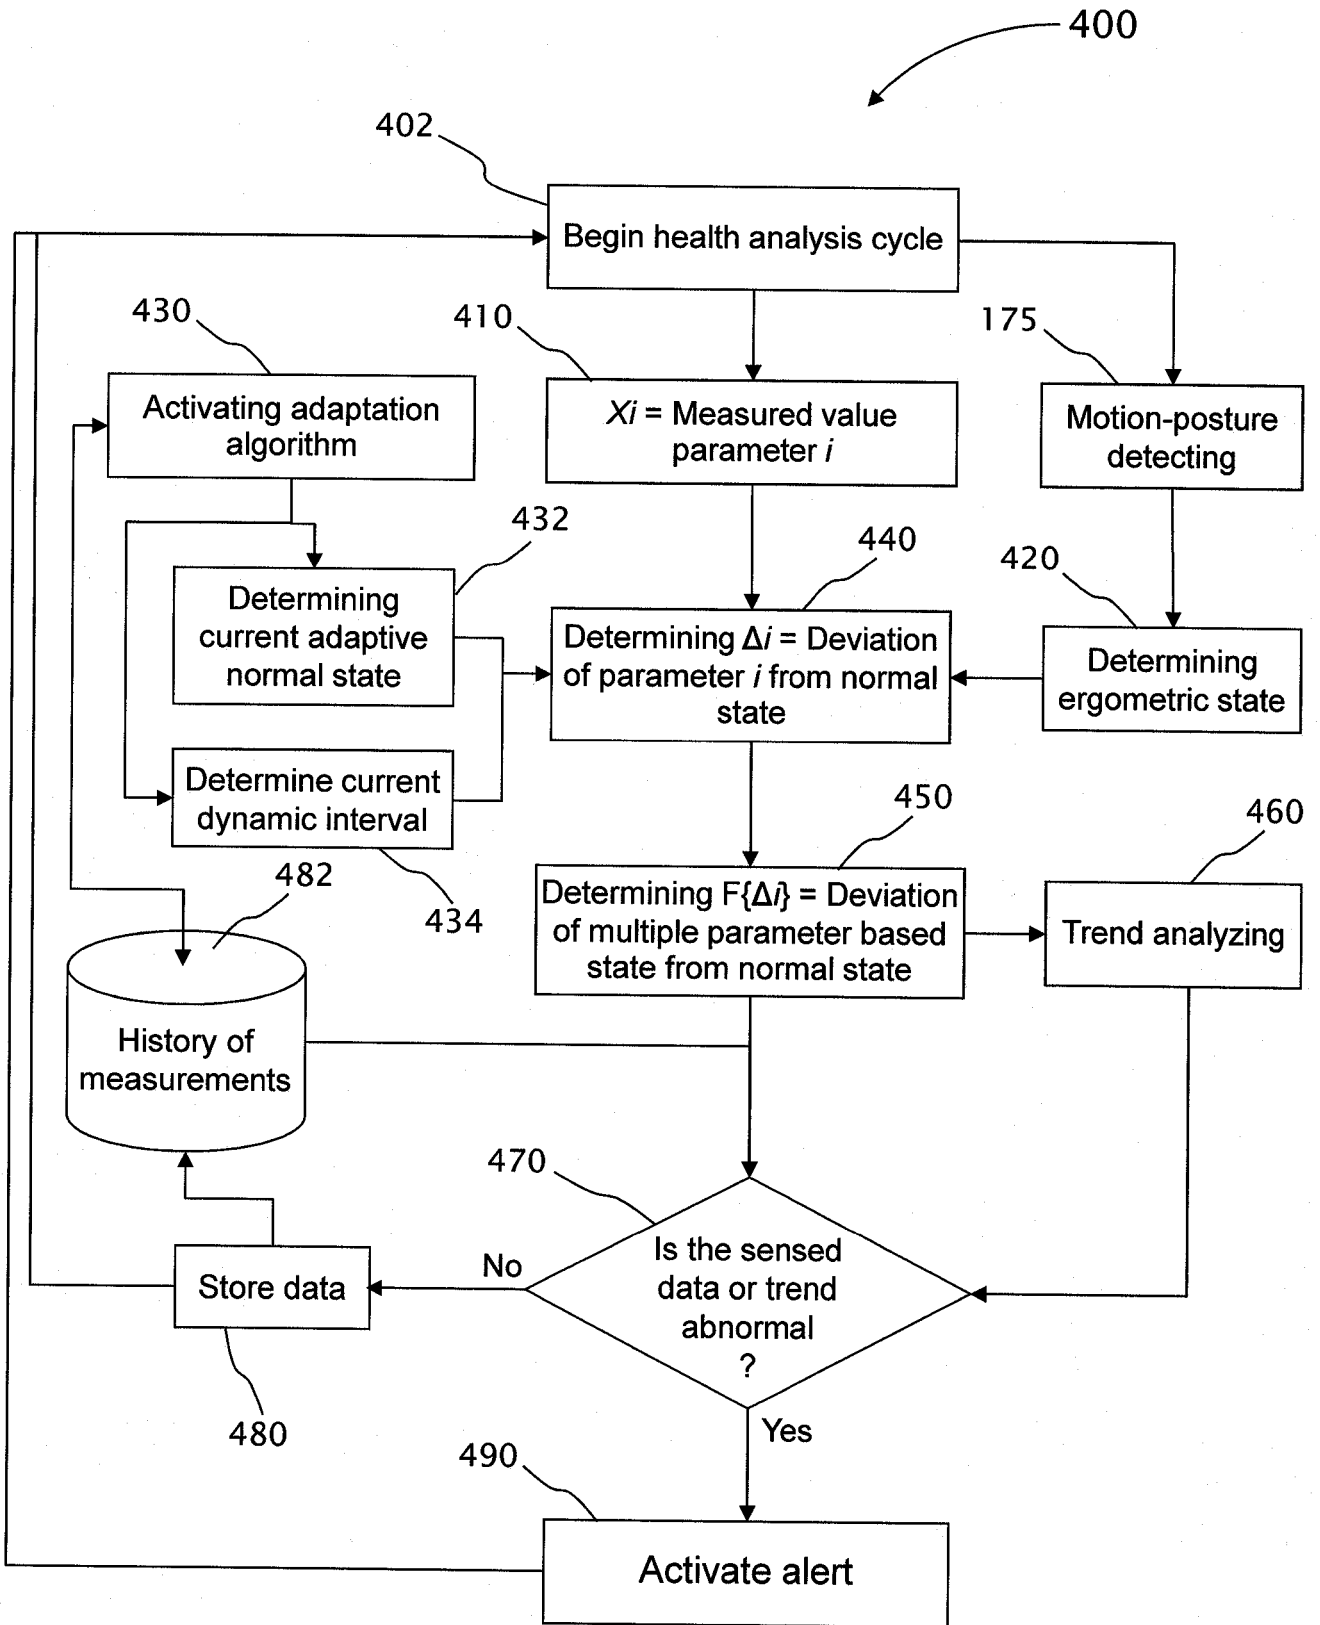 400
402
Begin health analysis cycle
430
410
175
Activating adaptation
algorithm
Xi = Measured value
parameter i
Motion-posture
detecting
432
440
420
Determining
current adaptive
normal state
Determining Δi = Deviation
of parameter i from normal
state
Determining
ergometric state
Determine current
dynamic interval
434
450
460
482
Determining F{Δi} = Deviation
of multiple parameter based
state from normal state
Trend analyzing
History of
measurements
470
Is the sensed
data or trend
abnormal
?
No
Store data
480
Yes
490
Activate alert